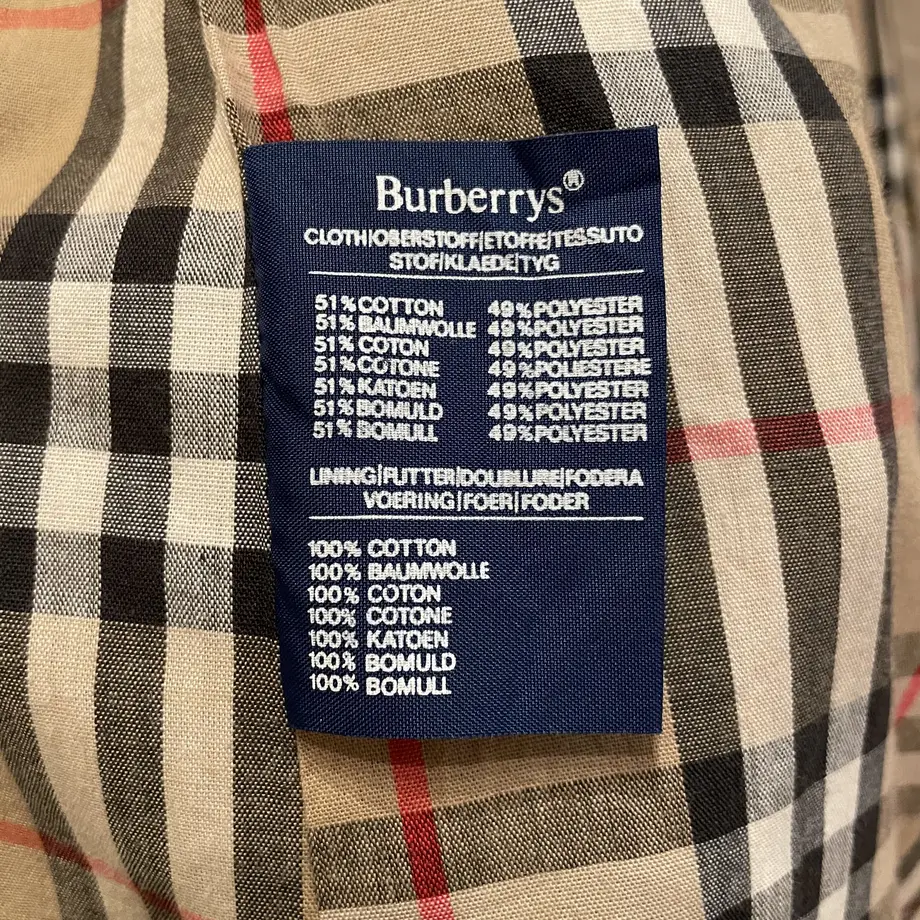 Burberrys®
CLOTH|OBERSTOFF|ETOFFE|TESSUTO
STOF|KLAEDE|TYG
51% COTTON 49% POLYESTER
51% BAUMWOLLE 49% POLYESTER
51% COTON 49% POLYESTER
51% COTONE 49% POLIESTERE
51% KATOEN 49% POLYESTER
51% BOMULD 49% POLYESTER
51% BOMULL 49% POLYESTER
LINING|FUTTER|DOUBLURE|FODERA
VOERING|FOER|FODER
100% COTTON
100% BAUMWOLLE
100% COTON
100% COTONE
100% KATOEN
100% BOMULD
100% BOMULL